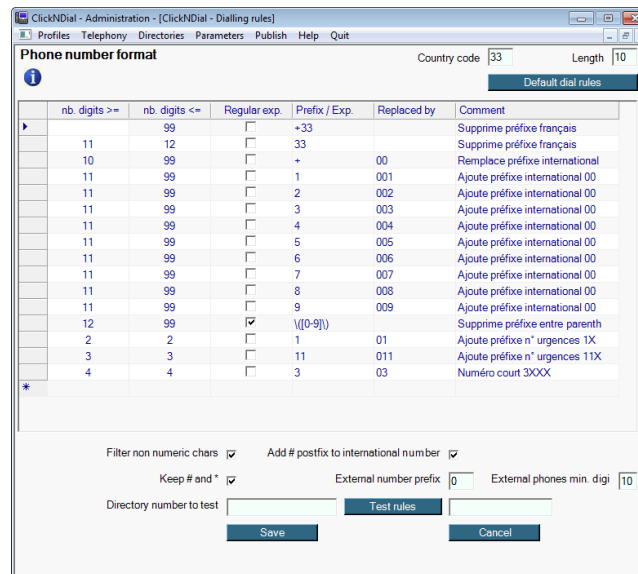 ClickNDial - Administration - [ClickNDial - Dialling rules]
Profiles Telephony Directories Parameters Publish Help Quit
Phone number format Country code 33 Length 10
Default dial rules
nb. digits >= nb. digits <= Regular exp. Prefix / Exp. Replaced by Comment
99 +33 Supprime préfixe français
11 12 33 Supprime préfixe français
10 99 + 00 Remplace préfixe international
11 99 1 001 Ajoute préfixe international 00
11 99 2 002 Ajoute préfixe international 00
11 99 3 003 Ajoute préfixe international 00
11 99 4 004 Ajoute préfixe international 00
11 99 5 005 Ajoute préfixe international 00
11 99 6 006 Ajoute préfixe international 00
11 99 7 007 Ajoute préfixe international 00
11 99 8 008 Ajoute préfixe international 00
11 99 9 009 Ajoute préfixe international 00
12 99 \([0-9]\) Supprime préfixe entre parenth
2 2 1 01 Ajoute préfixe n° urgences 1X
3 3 11 011 Ajoute préfixe n° urgences 11X
4 4 3 03 Numéro court 3XXX
*
Filter non numeric chars Add # postfix to international number
Keep # and * External number prefix 0 External phones min. digi 10
Directory number to test Test rules
Save Cancel